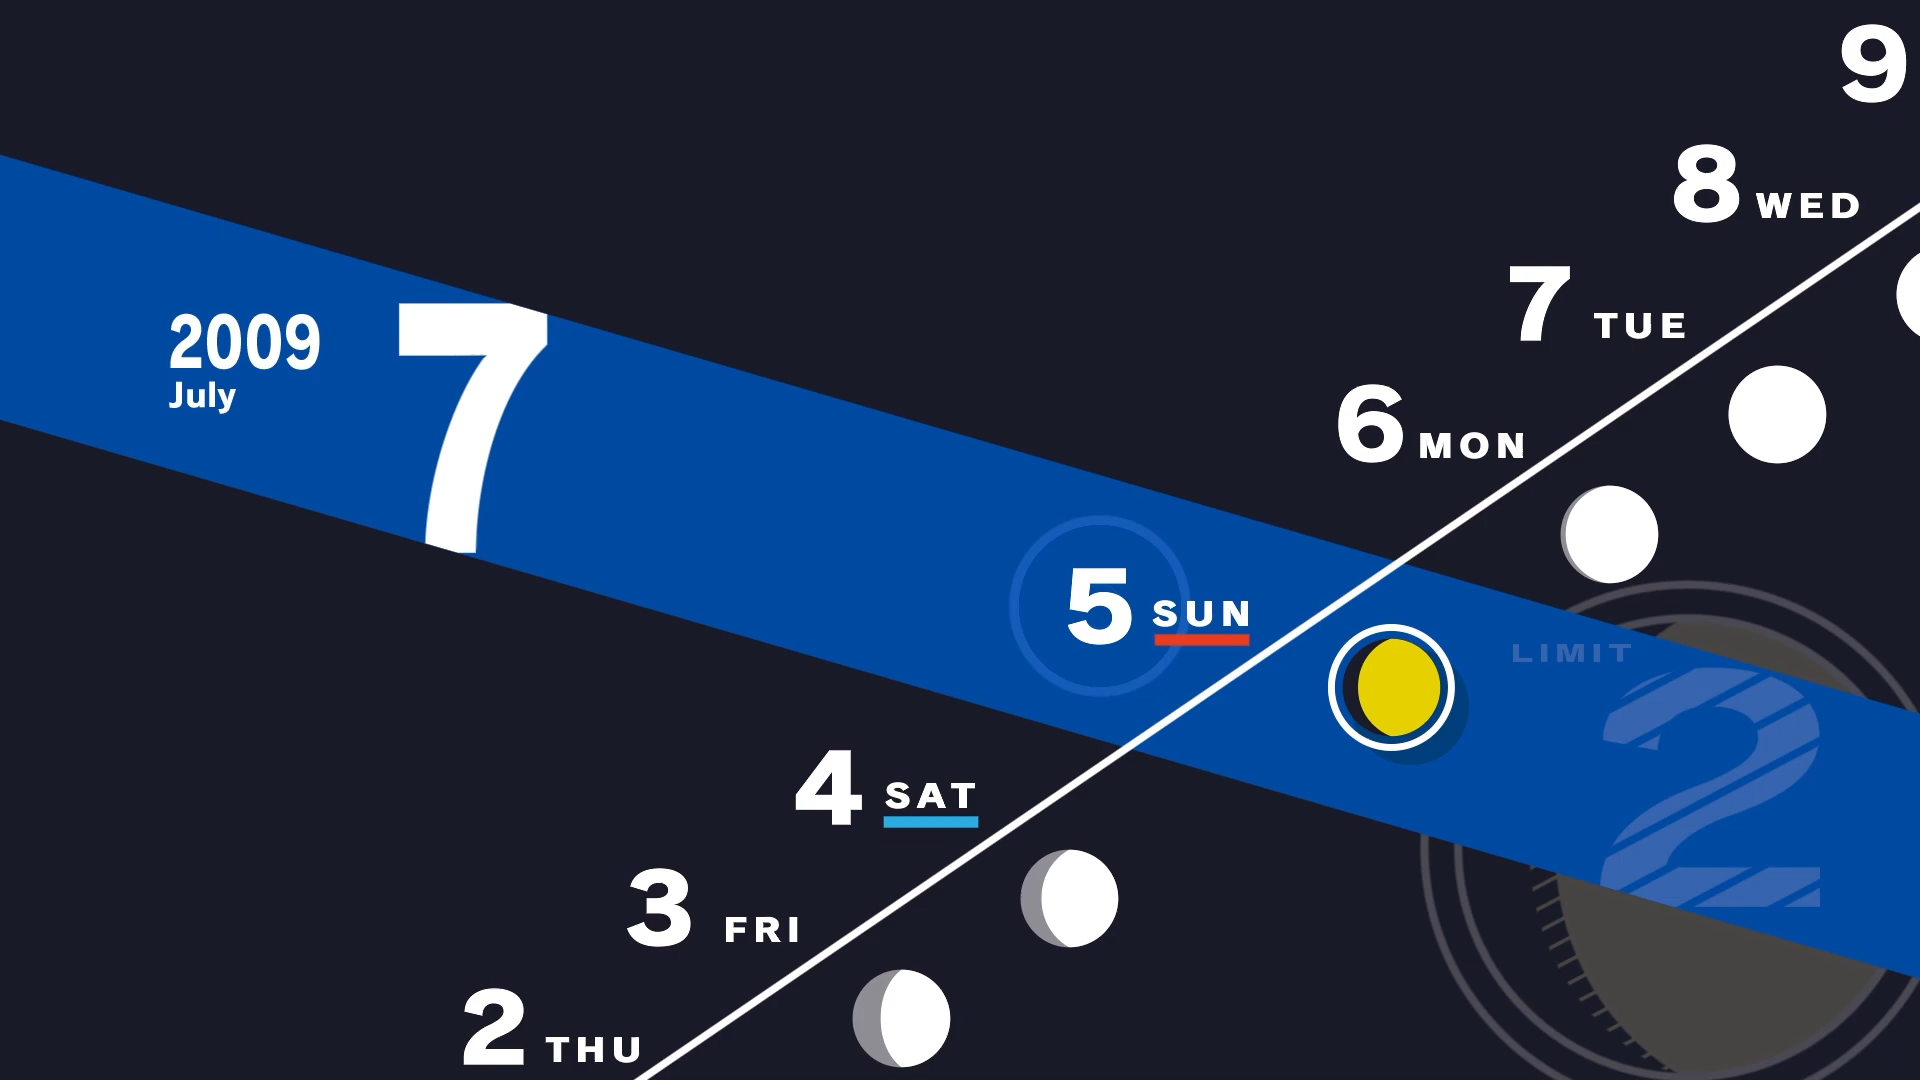 9
8 WED
7 TUE
2009
July
7
6 MON
5 SUN
LIMIT
2
4 SAT
3 FRI
2 THU